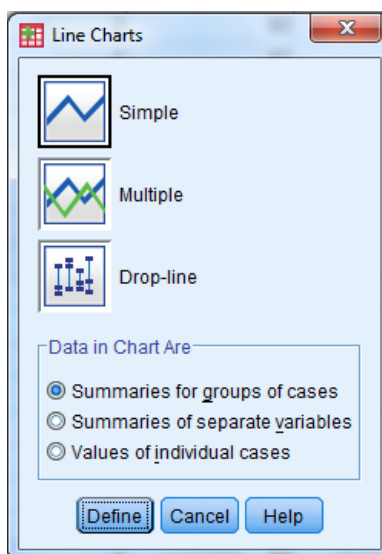 Line Charts
Simple
Multiple
Drop-line
Data in Chart Are
Summaries for groups of cases
Summaries of separate variables
Values of individual cases
Define Cancel Help